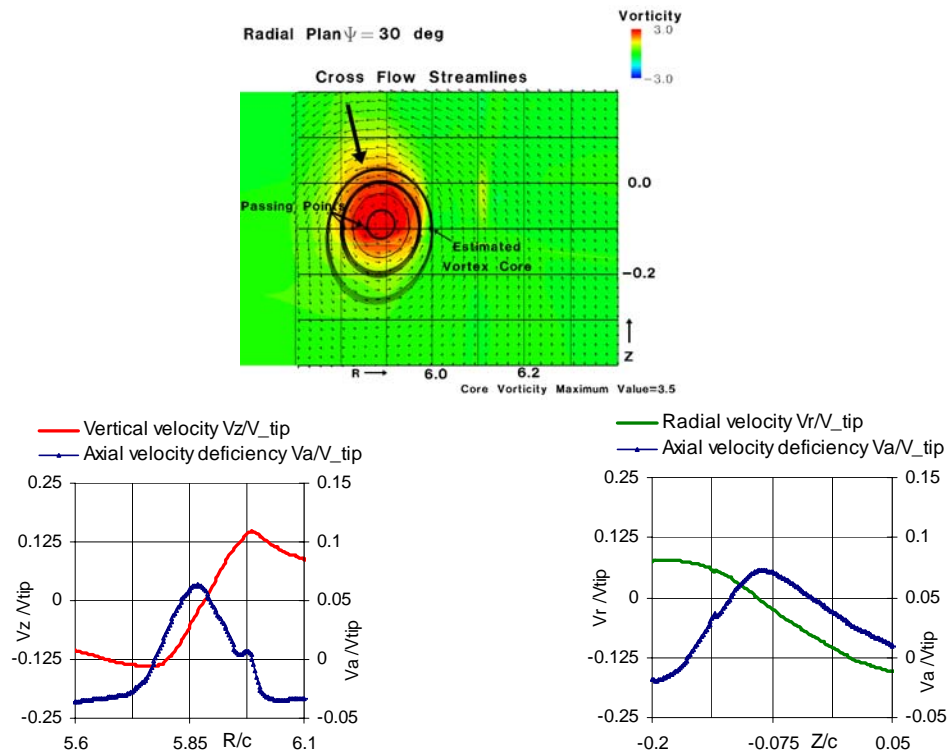 Vorticity
3.0
-3.0
Radial Plan Ψ = 30 deg
Cross Flow Streamlines
0.0
Passing Points
Estimated
Vortex Core
-0.2
Z
R
6.0
6.2
Core Vorticity Maximum Value=3.5
Vertical velocity Vz/V_tip
Axial velocity deficiency Va/V_tip
0.25
0.125
0
-0.125
-0.25
Vz /Vtip
0.15
0.1
0.05
0
-0.05
Va /Vtip
5.6
5.85
R/c
6.1
Radial velocity Vr/V_tip
Axial velocity deficiency Va/V_tip
0.25
0.125
0
-0.125
-0.25
Vr /Vtip
0.15
0.1
0.05
0
-0.05
Va /Vtip
-0.2
-0.075
Z/c
0.05